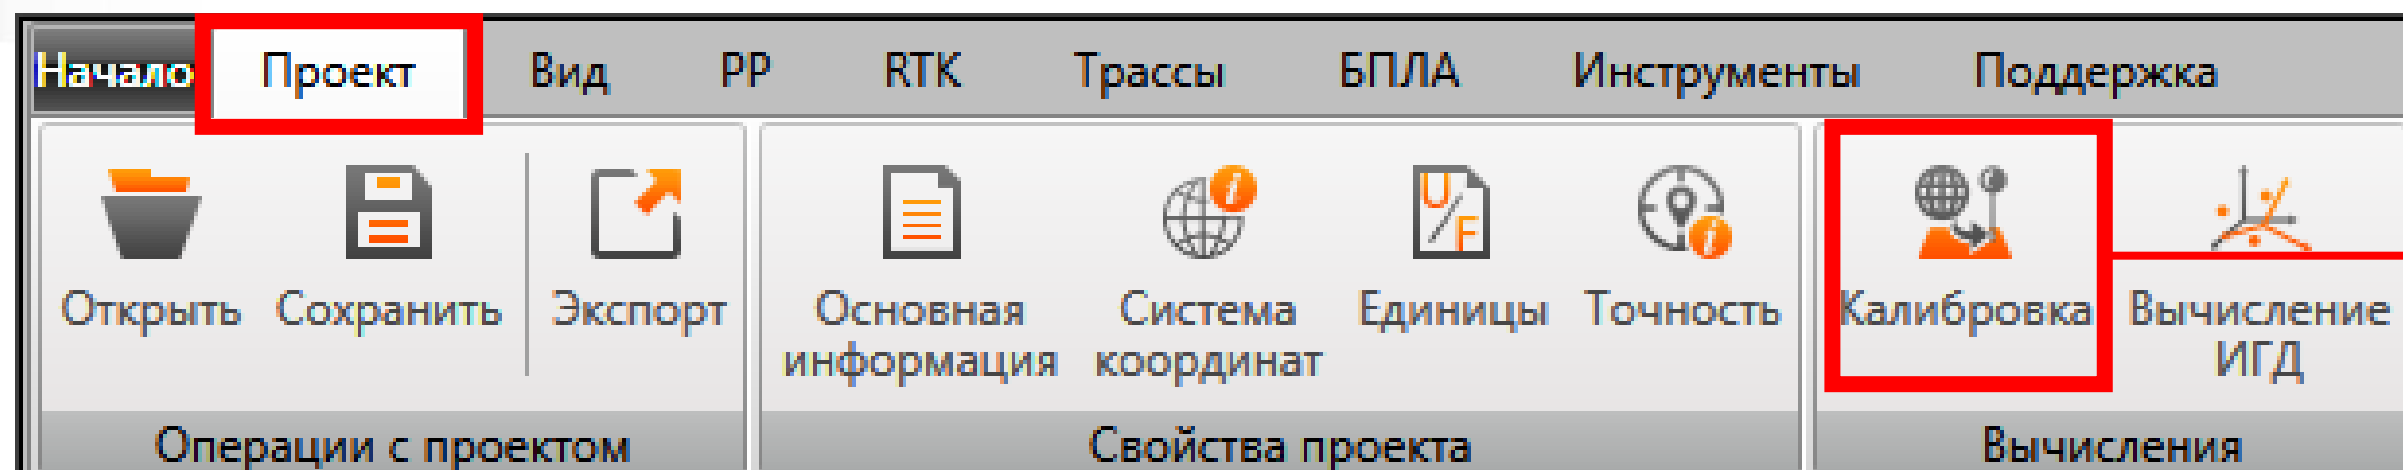 Начало Проект Вид PP RTK Трассы БПЛА Инструменты Поддержка
U/F
Открыть Сохранить Экспорт Основная информация Система координат Единицы Точность Калибровка Вычисление ИГД
Операции с проектом Свойства проекта Вычисления